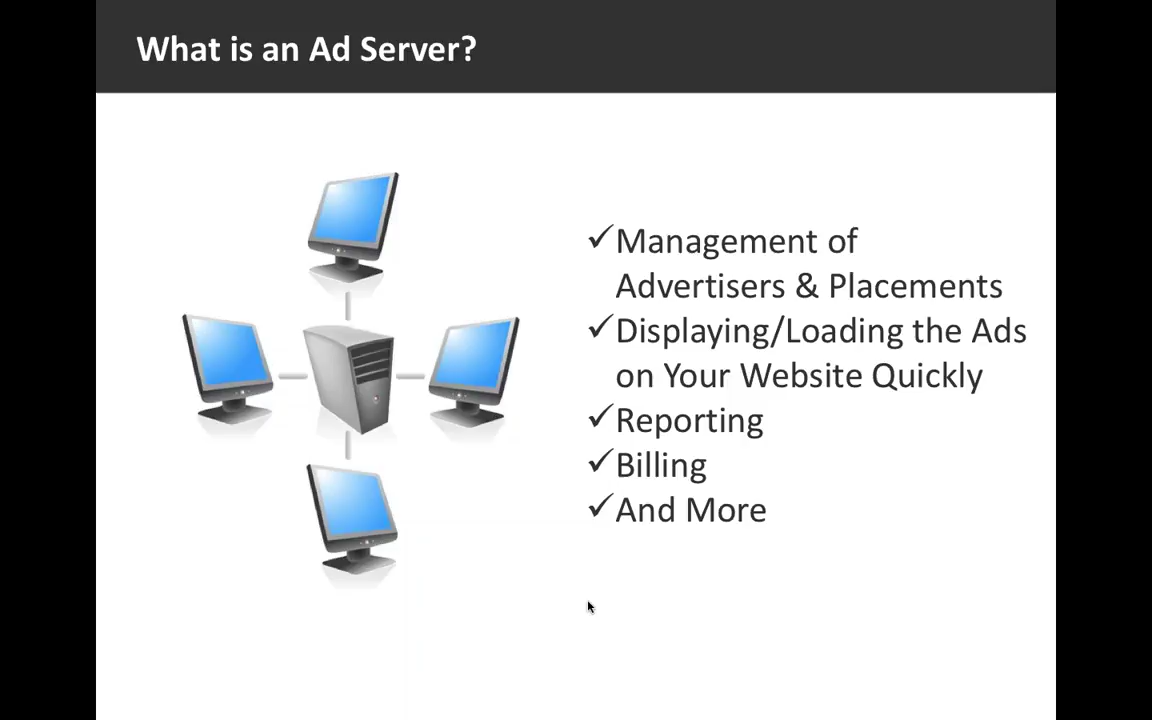 What is an Ad Server?
✓Management of
Advertisers & Placements
✓Displaying/Loading the Ads
on Your Website Quickly
✓Reporting
✓Billing
✓And More